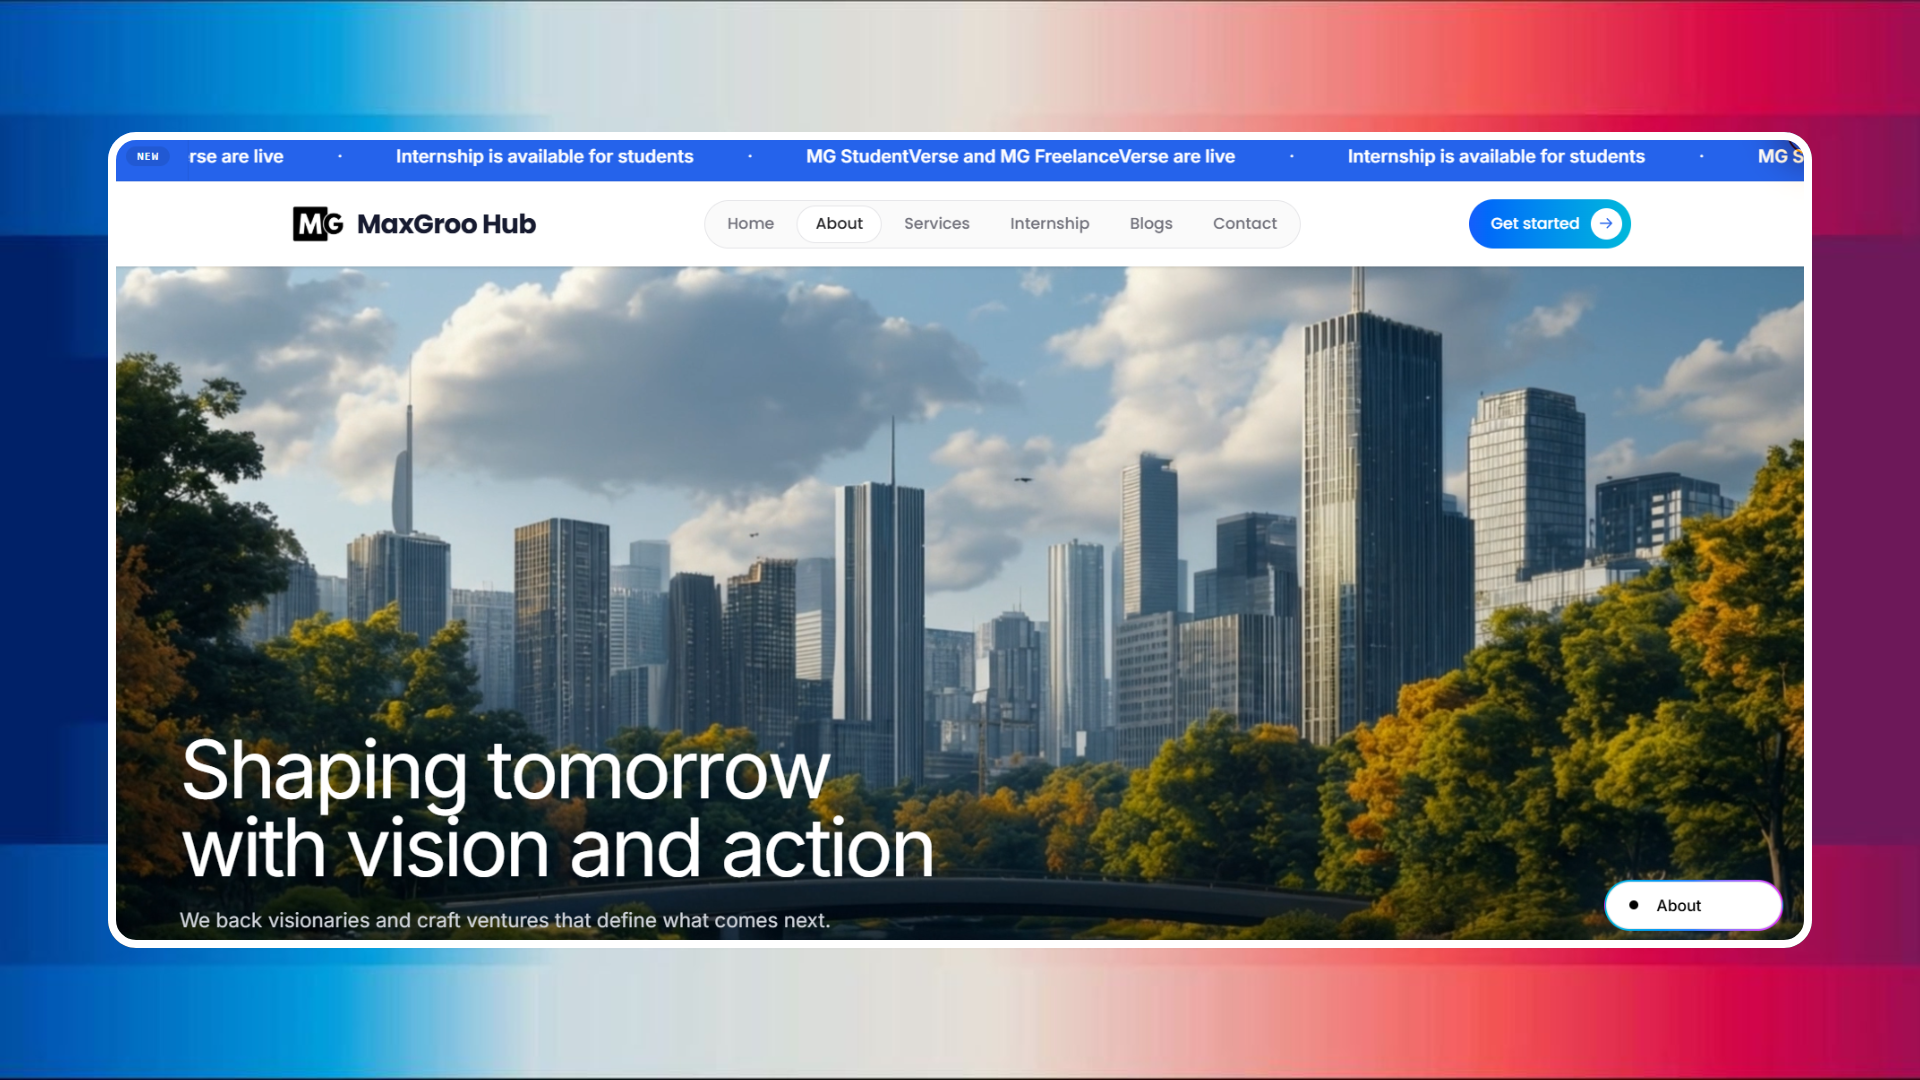 NEW rse are live · Internship is available for students · MG StudentVerse and MG FreelanceVerse are live · Internship is available for students · MG S
MG MaxGroo Hub Home About Services Internship Blogs Contact Get started
Shaping tomorrow
with vision and action
We back visionaries and craft ventures that define what comes next.
About